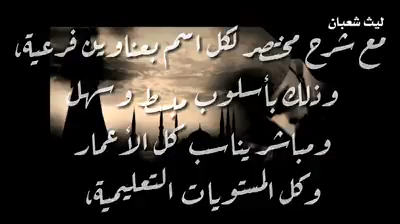 ليث شعبان
مع شرح مختصر لكل اسم بعناوين فرعية،
وذلك بأسلوب مبسط وسهل
ومباشر يناسب كل الأعمار
وكل المستويات التعليمية،